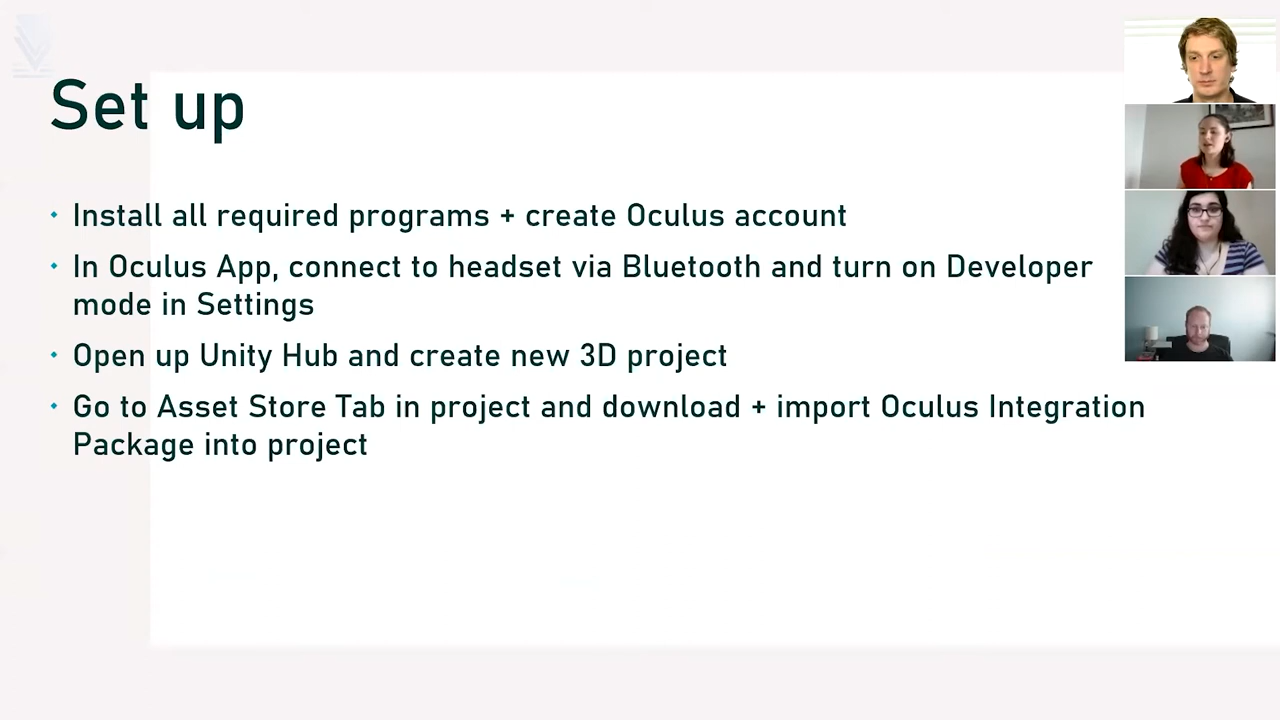 Set up
Install all required programs + create Oculus account
In Oculus App, connect to headset via Bluetooth and turn on Developer
mode in Settings
Open up Unity Hub and create new 3D project
Go to Asset Store Tab in project and download + import Oculus Integration
Package into project